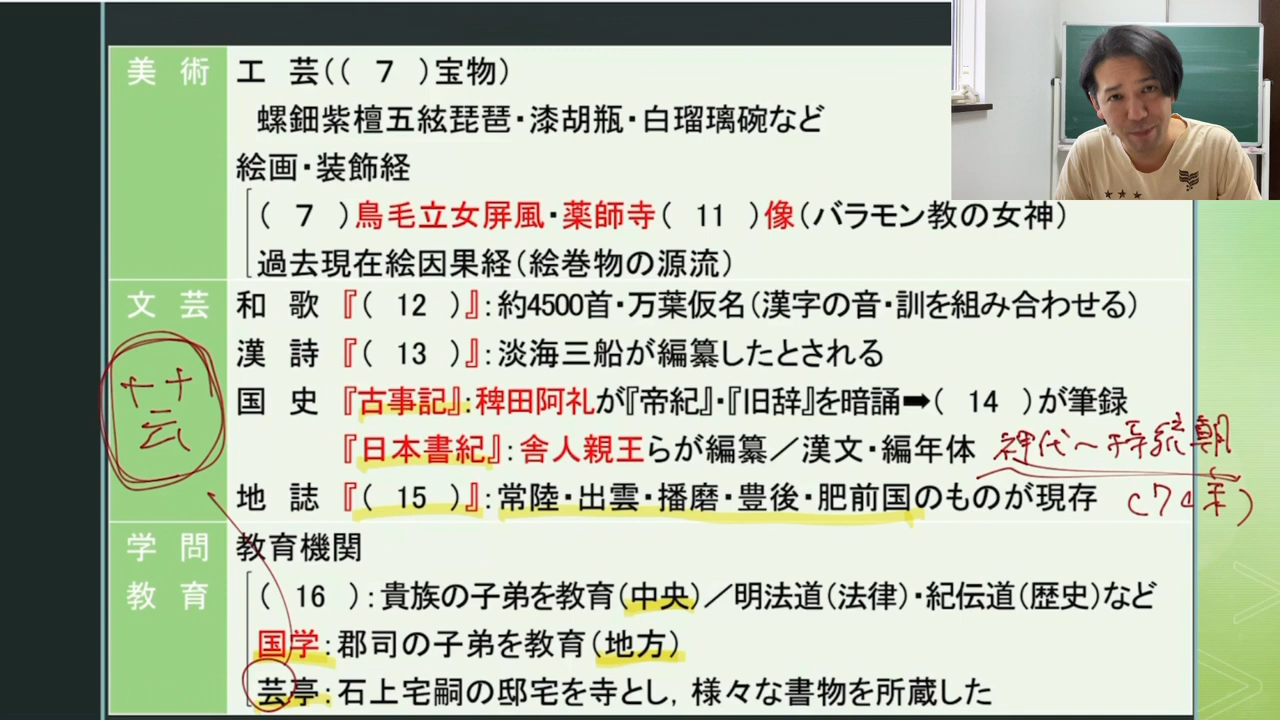 美術 工芸((7)宝物)
螺鈿紫檀五絃琵琶・漆胡瓶・白瑠璃碗など
絵画・装飾経
(7)鳥毛立女屏風・薬師寺(11)像(バラモン教の女神)
過去現在絵因果経(絵巻物の源流)
文芸 和歌『(12)』:約4500首・万葉仮名(漢字の音・訓を組み合わせる)
漢詩『(13)』:淡海三船が編纂したとされる
国史『古事記』:稗田阿礼が『帝紀』・『旧辞』を暗誦➡(14)が筆録
『日本書紀』:舎人親王らが編纂/漢文・編年体 神代~持統朝
地誌『(15)』:常陸・出雲・播磨・豊後・肥前国のものが現存 (7C末)
学問 教育機関
教育 (16):貴族の子弟を教育(中央)/明法道(法律)・紀伝道(歴史)など
国学:郡司の子弟を教育(地方)
芸亭:石上宅嗣の邸宅を寺とし,様々な書物を所蔵した